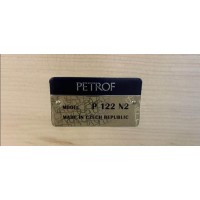 PETROF
MODEL P 122 N2
MADE IN CZECH REPUBLIC